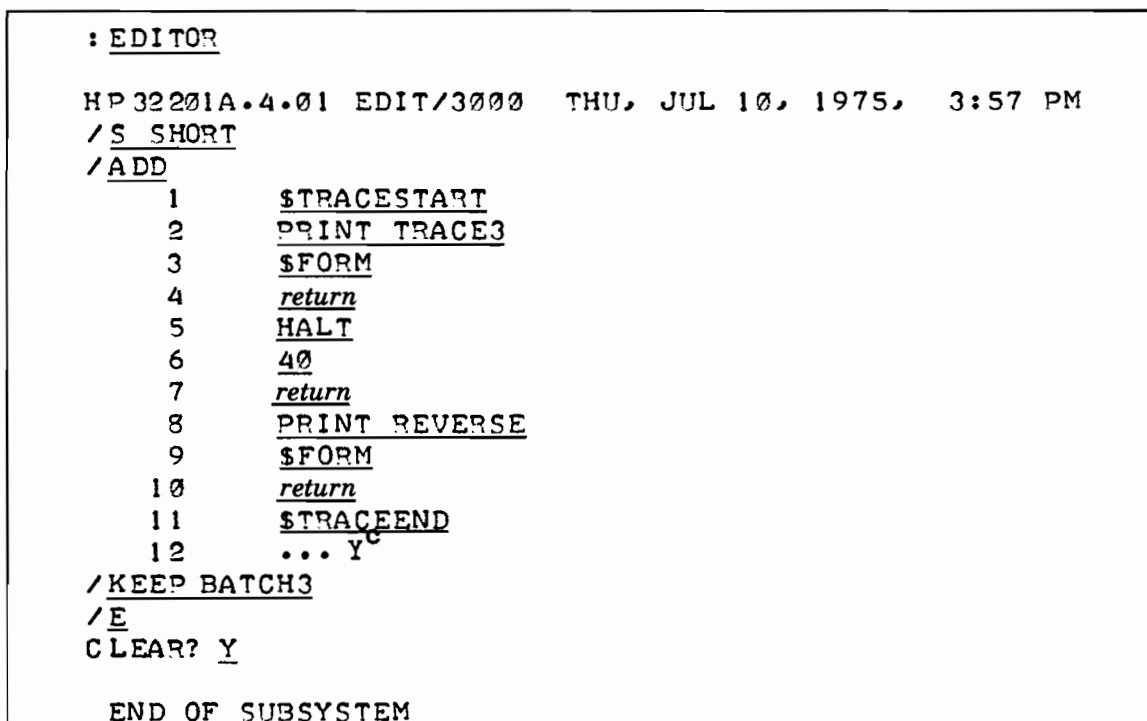 :EDITOR
HP32201A.4.01 EDIT/3000 THU, JUL 10, 1975, 3:57 PM
/S SHORT
/ADD
1 $TRACESTART
2 PRINT TRACE3
3 $FORM
4 return
5 HALT
6 40
7 return
8 PRINT REVERSE
9 $FORM
10 return
11 $TRACEEND
12 ... Yc
/KEEP BATCH3
/E
CLEAR? Y
END OF SUBSYSTEM